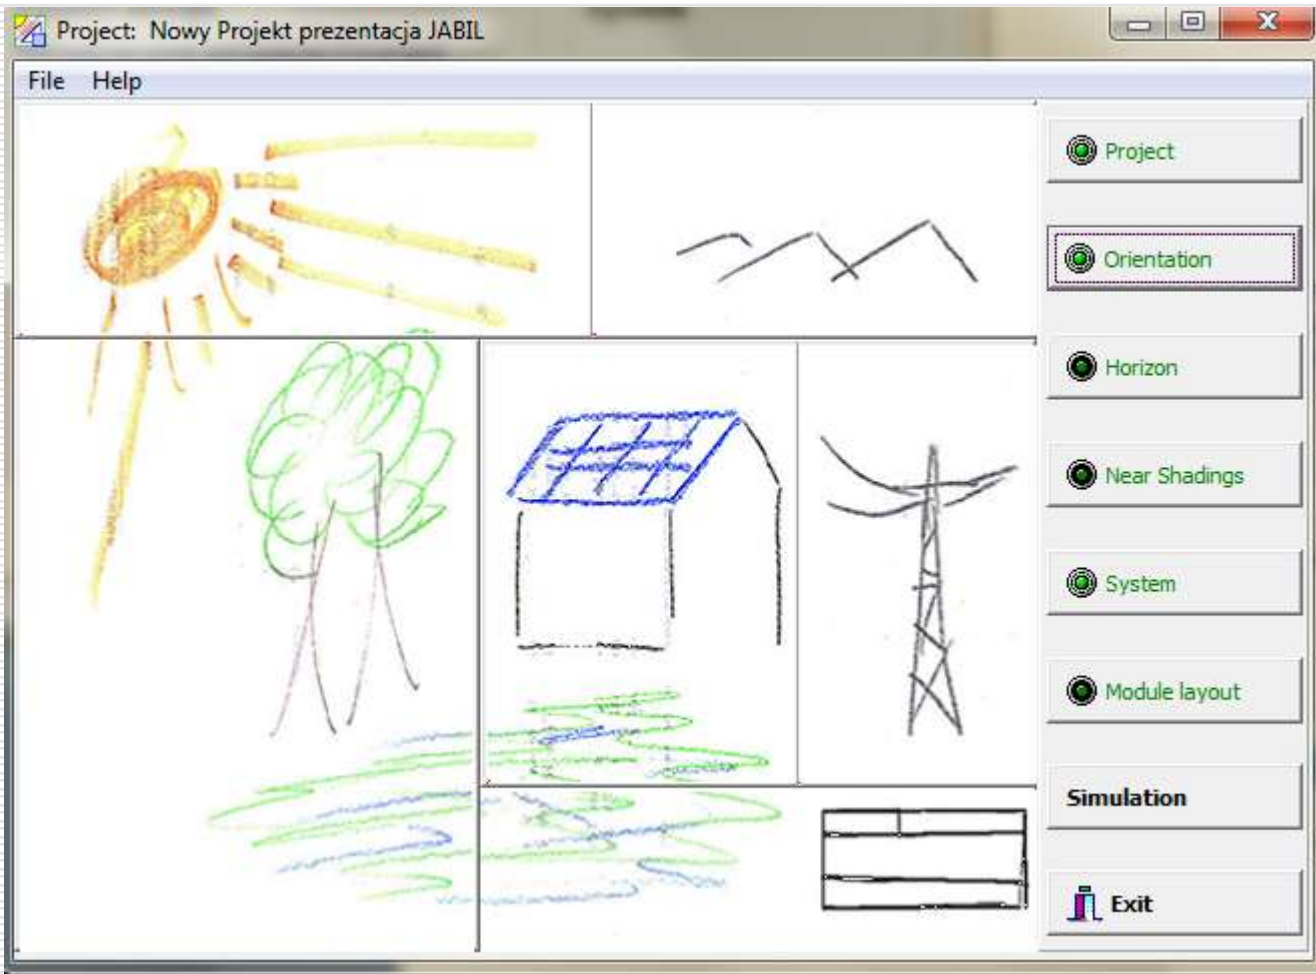 Project: Nowy Projekt prezentacja JABIL
File Help
Project
Orientation
Horizon
Near Shadings
System
Module layout
Simulation
Exit